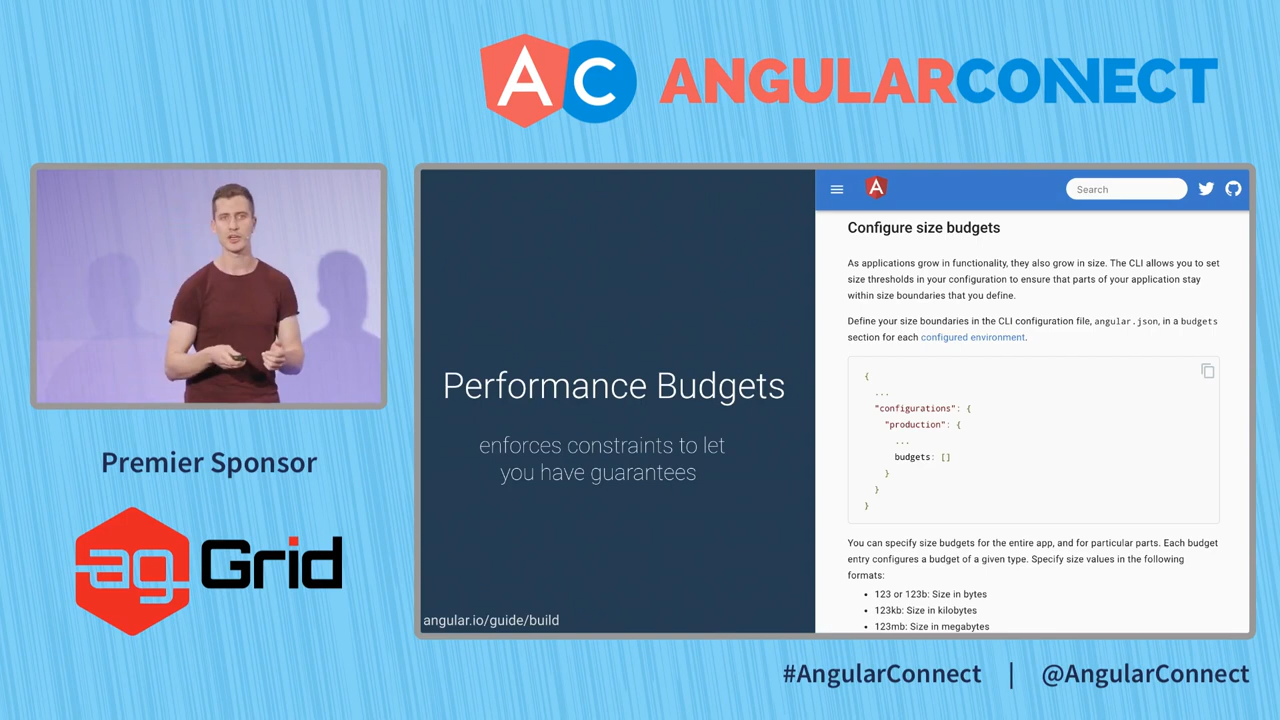 AC ANGULARCONNECT
Premier Sponsor
ag Grid
Performance Budgets
enforces constraints to let
you have guarantees
angular.io/guide/build
A
Search
Configure size budgets
As applications grow in functionality, they also grow in size. The CLI allows you to set
size thresholds in your configuration to ensure that parts of your application stay
within size boundaries that you define.
Define your size boundaries in the CLI configuration file, angular.json, in a budgets
section for each configured environment.
{
...
"configurations": {
"production": {
...
budgets: []
}
}
}
You can specify size budgets for the entire app, and for particular parts. Each budget
entry configures a budget of a given type. Specify size values in the following
formats:
• 123 or 123b: Size in bytes
• 123kb: Size in kilobytes
• 123mb: Size in megabytes
#AngularConnect | @AngularConnect